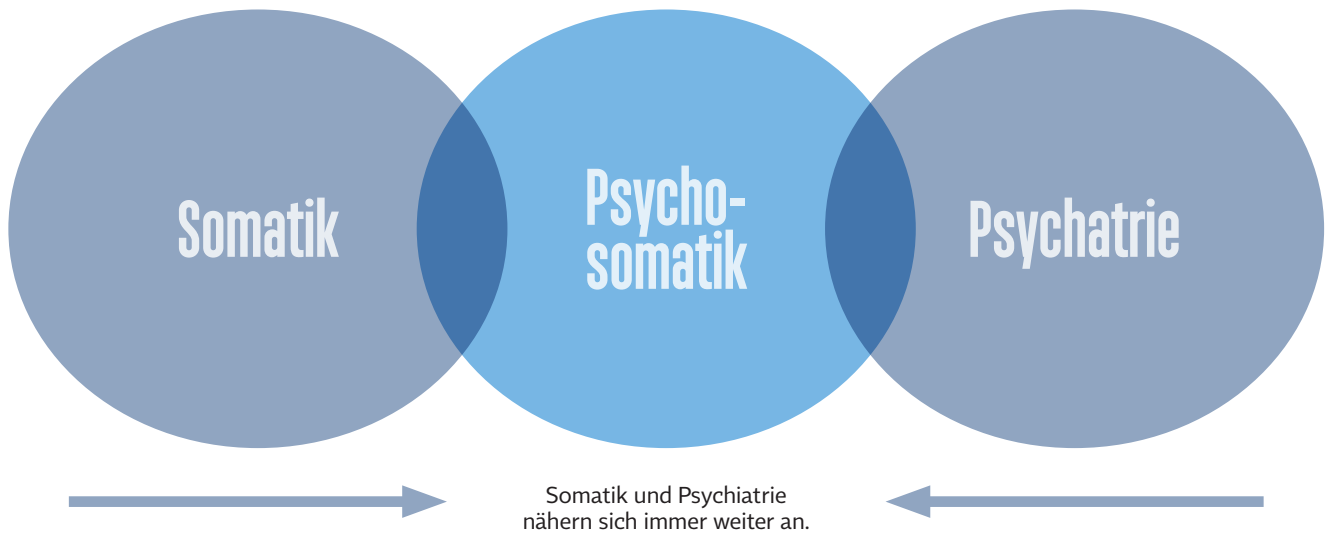 Somatik
Psycho-
somatik
Psychatrie
Somatik und Psychiatrie
nähern sich immer weiter an.